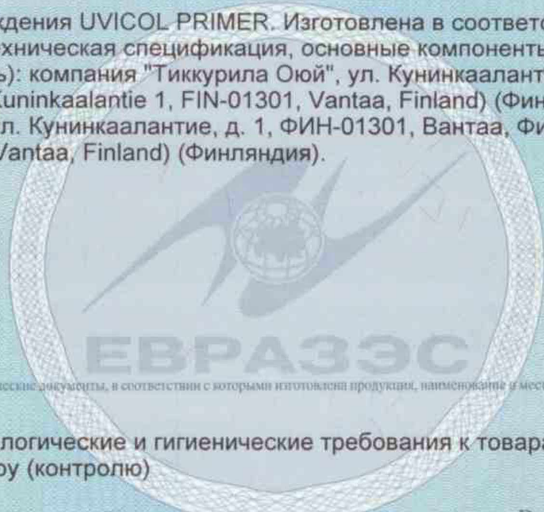 ждения UVICOL PRIMER. Изготовлена в соответс
хническая спецификация, основные компоненты
ь): компания "Тиккурила Оюй", ул. Кунинкаалант
Kuninkaalantie 1, FIN-01301, Vantaa, Finland) (Фин
л. Кунинкаалантие, д. 1, ФИН-01301, Вантаа, Фи
Vantaa, Finland) (Финляндия).
ЕВРАЗЭС
ческие документы, в соответствии с которыми изготовлена продукция, наименование и мест
логические и гигиенические требования к товара
ру (контролю)